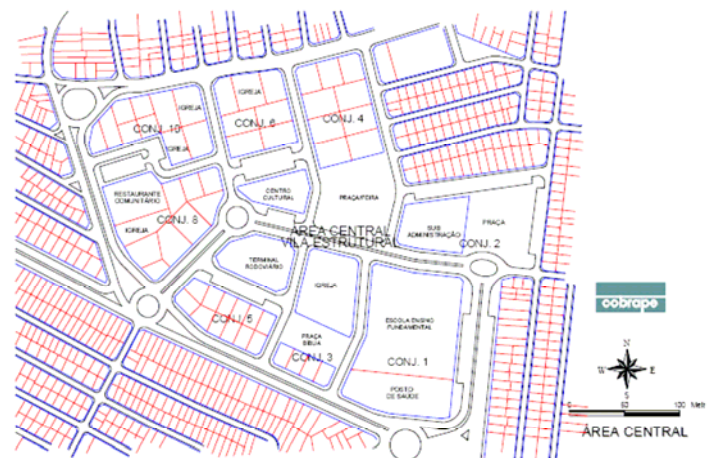 IGREJA
CONJ. 10
IGREJA
IGREJA
CONJ. 6
CONJ. 4
RESTAURANTE
COMUNITÁRIO
IGREJA
CONJ. 8
CENTRO
CULTURAL
PRAÇA/FEIRA
ÁREA CENTRAL
VILA ESTRUTURAL
SUB
ADMINISTRAÇÃO
PRAÇA
CONJ. 2
TERMINAL
RODOVIÁRIO
IGREJA
CONJ. 5
PRAÇA
BÍBLIA
CONJ. 3
ESCOLA ENSINO
FUNDAMENTAL
CONJ. 1
POSTO
DE SAÚDE
cobrape
N
W E
S
0 50 100
ÁREA CENTRAL